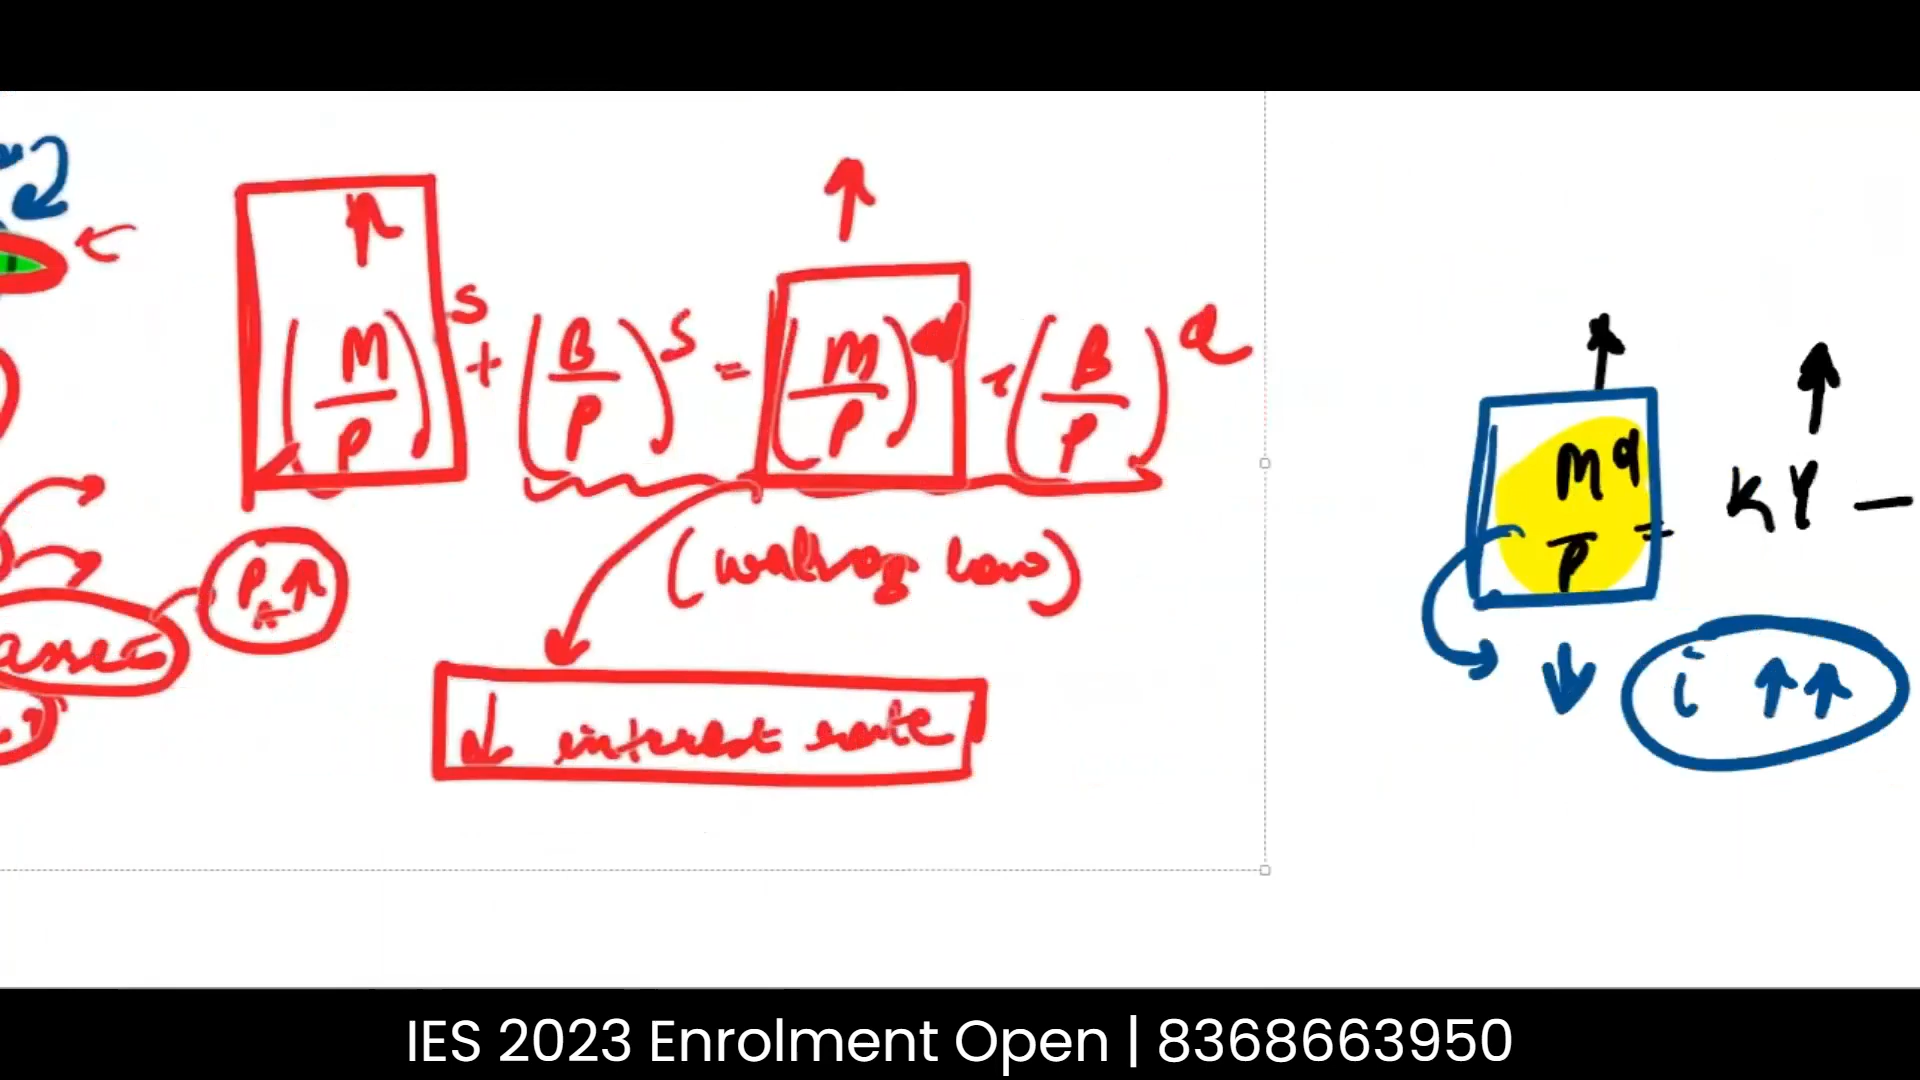 (M/P)^s + (B/P)^s = (M/P)^d + (B/P)^d
(walras law)
↓ interest rate
P ↑
↑
M^d/P = KY —
i ↑↑
IES 2023 Enrolment Open | 8368663950